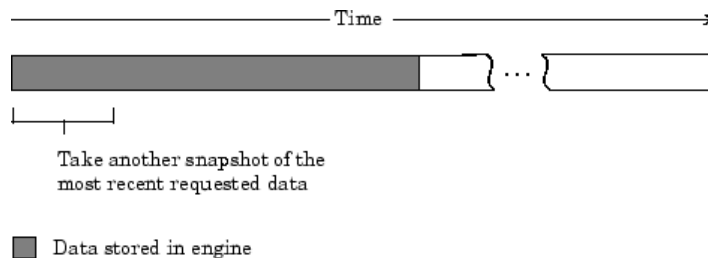 Time
...
Take another snapshot of the
most recent requested data
Data stored in engine